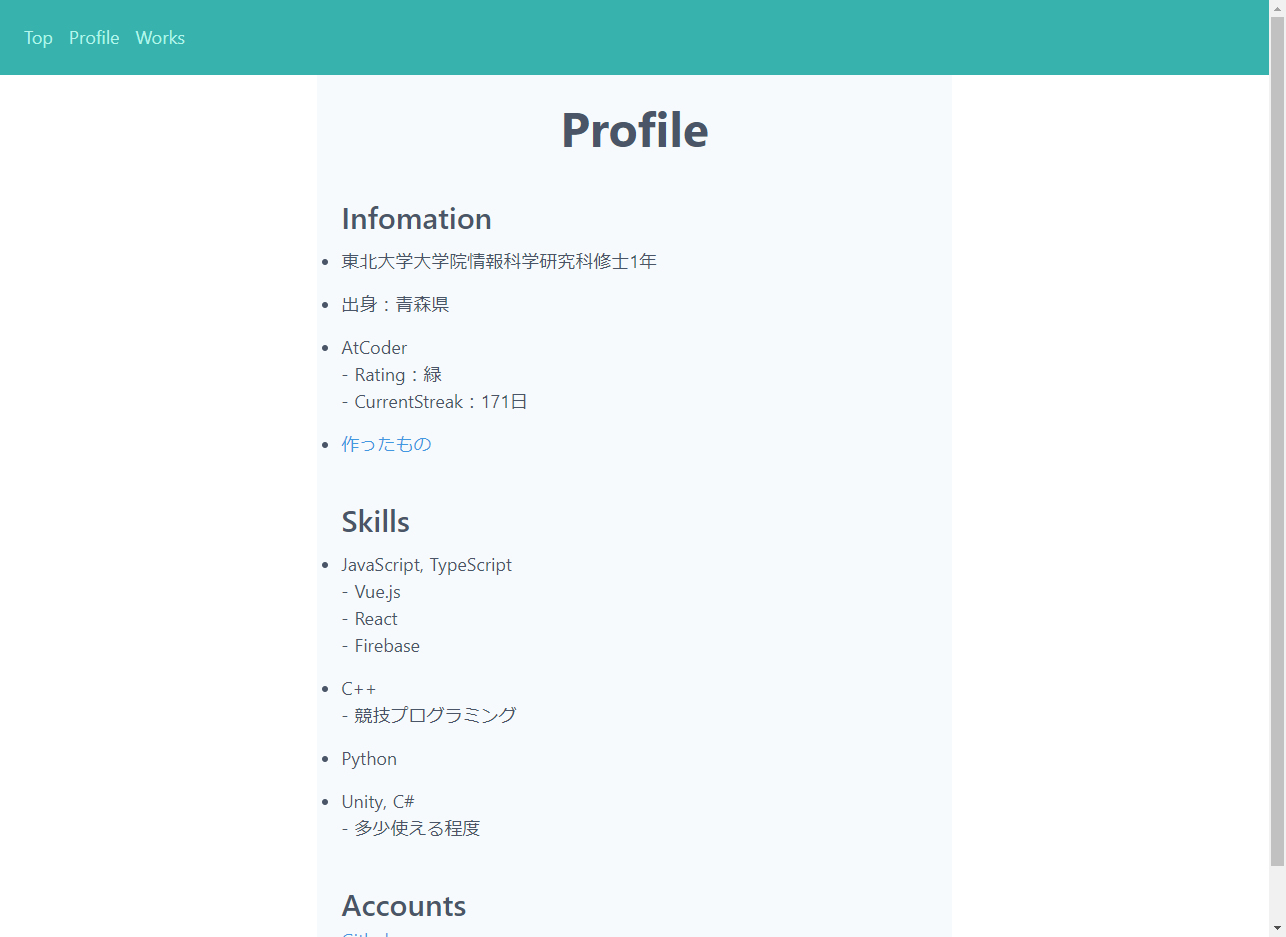 Top Profile Works
Profile
Infomation
東北大学大学院情報科学研究科修士1年
出身：青森県
AtCoder
- Rating：緑
- CurrentStreak：171日
作ったもの
Skills
JavaScript, TypeScript
- Vue.js
- React
- Firebase
C++
- 競技プログラミング
Python
Unity, C#
- 多少使える程度
Accounts